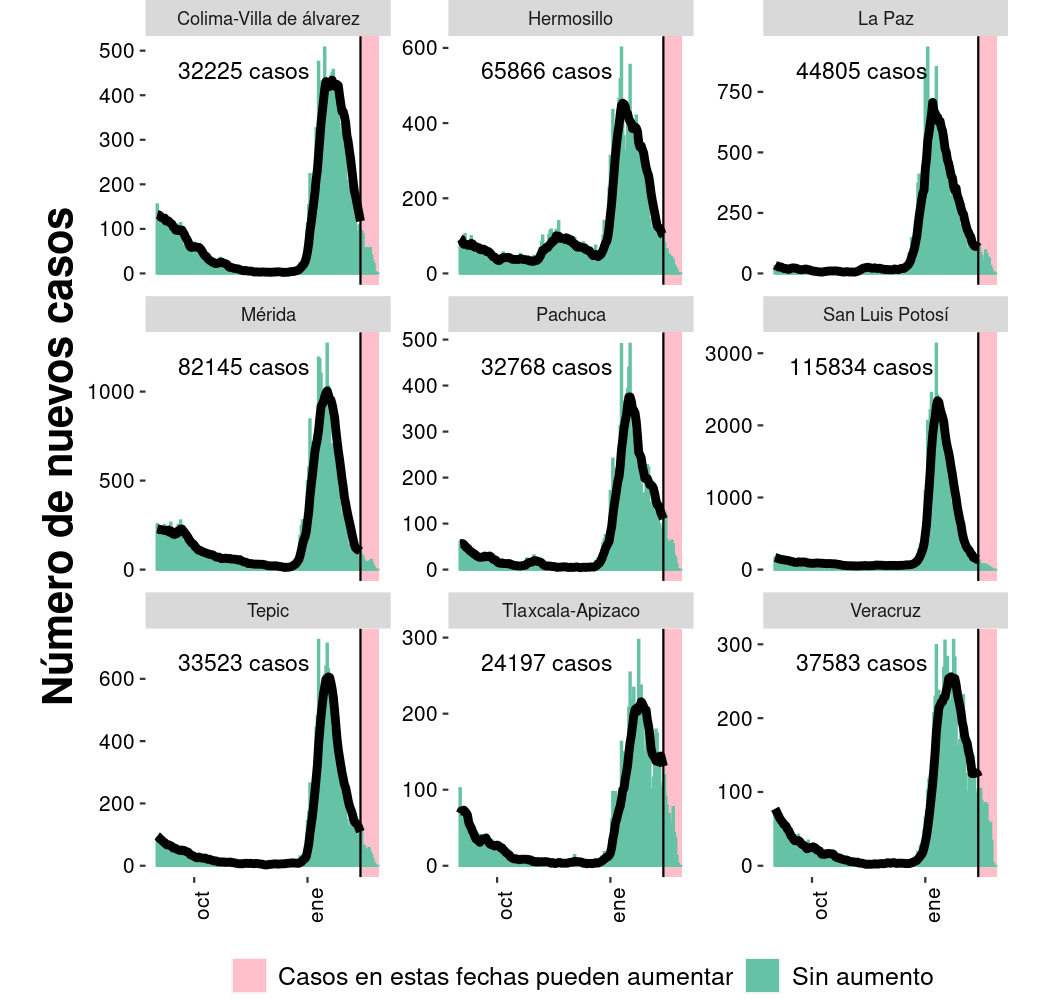 Número de nuevos casos
Colima-Villa de álvarez
Hermosillo
La Paz
500
400
300
200
100
0
32225 casos
600
400
200
0
65866 casos
750
500
250
0
44805 casos
Mérida
Pachuca
San Luis Potosí
1000
500
0
82145 casos
500
400
300
200
100
0
32768 casos
3000
2000
1000
0
115834 casos
Tepic
Tlaxcala-Apizaco
Veracruz
600
400
200
0
33523 casos
300
200
100
0
24197 casos
300
200
100
0
37583 casos
oct
ene
oct
ene
oct
ene
Casos en estas fechas pueden aumentar
Sin aumento